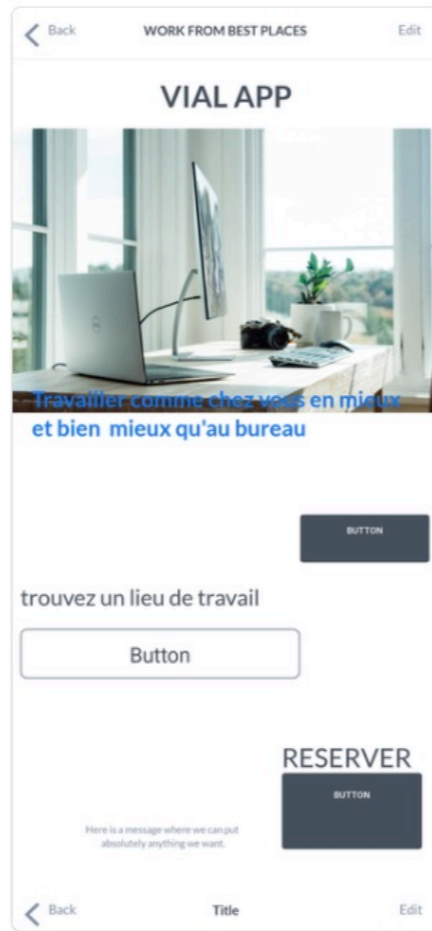 Back WORK FROM BEST PLACES Edit
VIAL APP
DELL
Travailler comme chez vous en mieux
et bien mieux qu'au bureau
BUTTON
trouvez un lieu de travail
Button
RESERVER
BUTTON
Here is a message where we can put
absolutely anything we want.
Back Title Edit